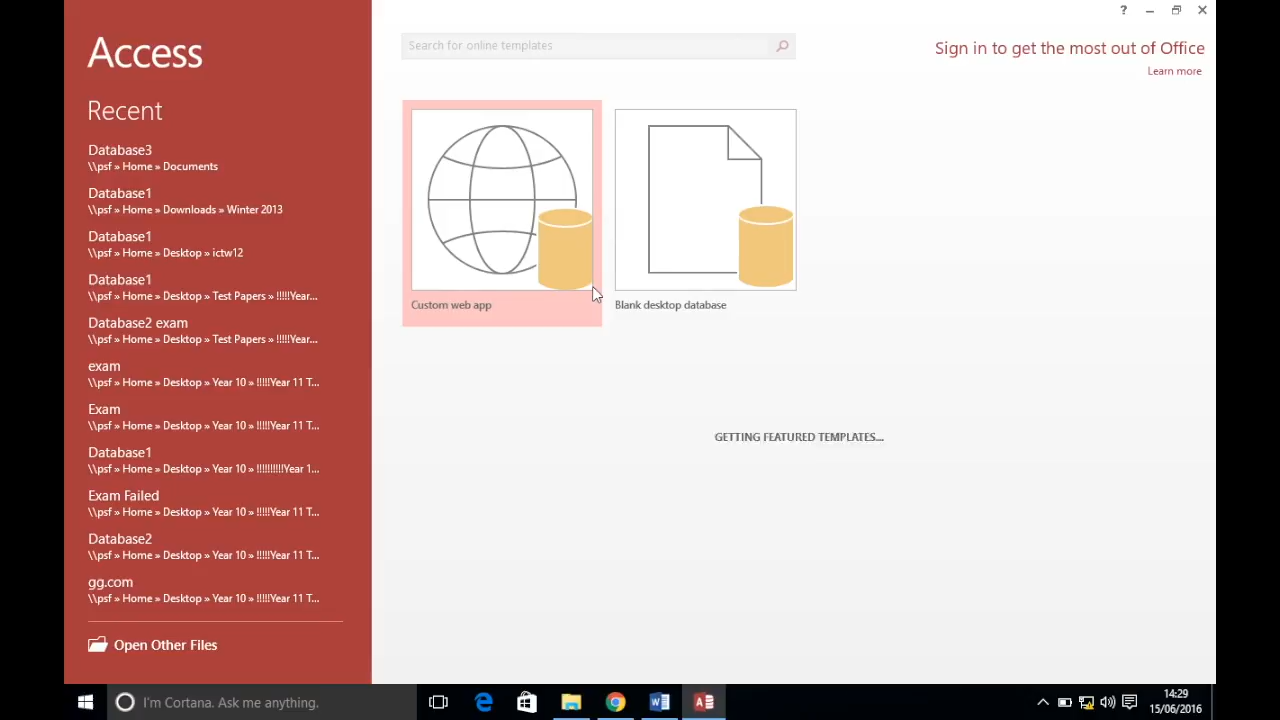 Access
Recent
Database3
\\psf » Home » Documents
Database1
\\psf » Home » Downloads » Winter 2013
Database1
\\psf » Home » Desktop » ictw12
Database1
\\psf » Home » Desktop » Test Papers » !!!!!Year...
Database2 exam
\\psf » Home » Desktop » Test Papers » !!!!Year...
exam
\\psf » Home » Desktop » Year 10 » !!!!!Year 11 T...
Exam
\\psf » Home » Desktop » Year 10 » !!!!!Year 11 T...
Database1
\\psf » Home » Desktop » Year 10 » !!!!!!!!!!Year 1...
Exam Failed
\\psf » Home » Desktop » Year 10 » !!!!!Year 11 T...
Database2
\\psf » Home » Desktop » Year 10 » !!!!!Year 11 T...
gg.com
\\psf » Home » Desktop » Year 10 » !!!!!Year 11 T...
Open Other Files
?
Search for online templates
Sign in to get the most out of Office
Learn more
Custom web app
Blank desktop database
GETTING FEATURED TEMPLATES...
I'm Cortana. Ask me anything.
14:29
15/06/2016